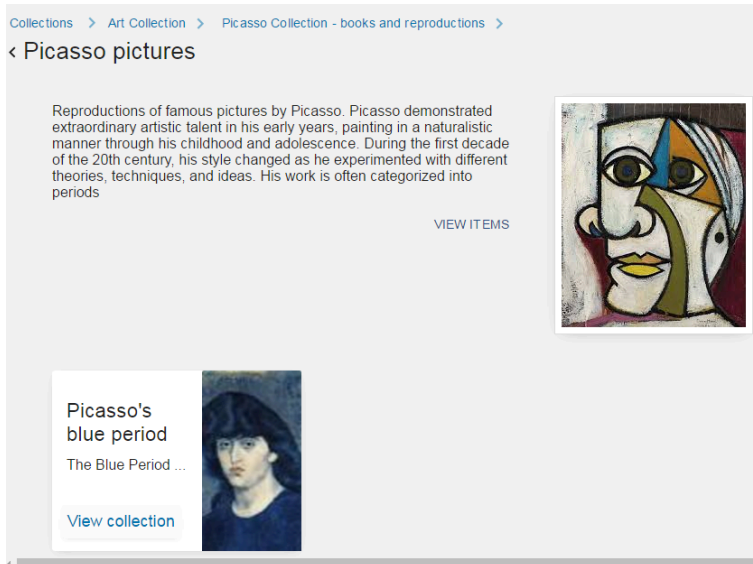 Collections > Art Collection > Picasso Collection - books and reproductions >
< Picasso pictures
Reproductions of famous pictures by Picasso. Picasso demonstrated
extraordinary artistic talent in his early years, painting in a naturalistic
manner through his childhood and adolescence. During the first decade
of the 20th century, his style changed as he experimented with different
theories, techniques, and ideas. His work is often categorized into
periods
VIEW ITEMS
Picasso's
blue period
The Blue Period ...
View collection